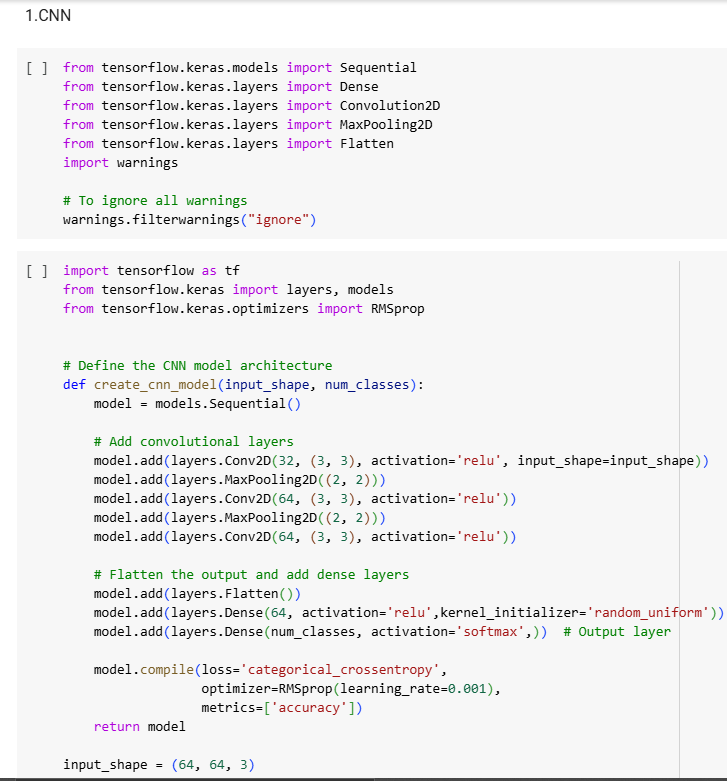 1.CNN
[ ] from tensorflow.keras.models import Sequential
from tensorflow.keras.layers import Dense
from tensorflow.keras.layers import Convolution2D
from tensorflow.keras.layers import MaxPooling2D
from tensorflow.keras.layers import Flatten
import warnings

# To ignore all warnings
warnings.filterwarnings("ignore")

[ ] import tensorflow as tf
from tensorflow.keras import layers, models
from tensorflow.keras.optimizers import RMSprop

# Define the CNN model architecture
def create_cnn_model(input_shape, num_classes):
    model = models.Sequential()

    # Add convolutional layers
    model.add(layers.Conv2D(32, (3, 3), activation='relu', input_shape=input_shape))
    model.add(layers.MaxPooling2D((2, 2)))
    model.add(layers.Conv2D(64, (3, 3), activation='relu'))
    model.add(layers.MaxPooling2D((2, 2)))
    model.add(layers.Conv2D(64, (3, 3), activation='relu'))

    # Flatten the output and add dense layers
    model.add(layers.Flatten())
    model.add(layers.Dense(64, activation='relu',kernel_initializer='random_uniform'))
    model.add(layers.Dense(num_classes, activation='softmax',))  # Output layer

    model.compile(loss='categorical_crossentropy',
                  optimizer=RMSprop(learning_rate=0.001),
                  metrics=['accuracy'])
    return model

input_shape = (64, 64, 3)